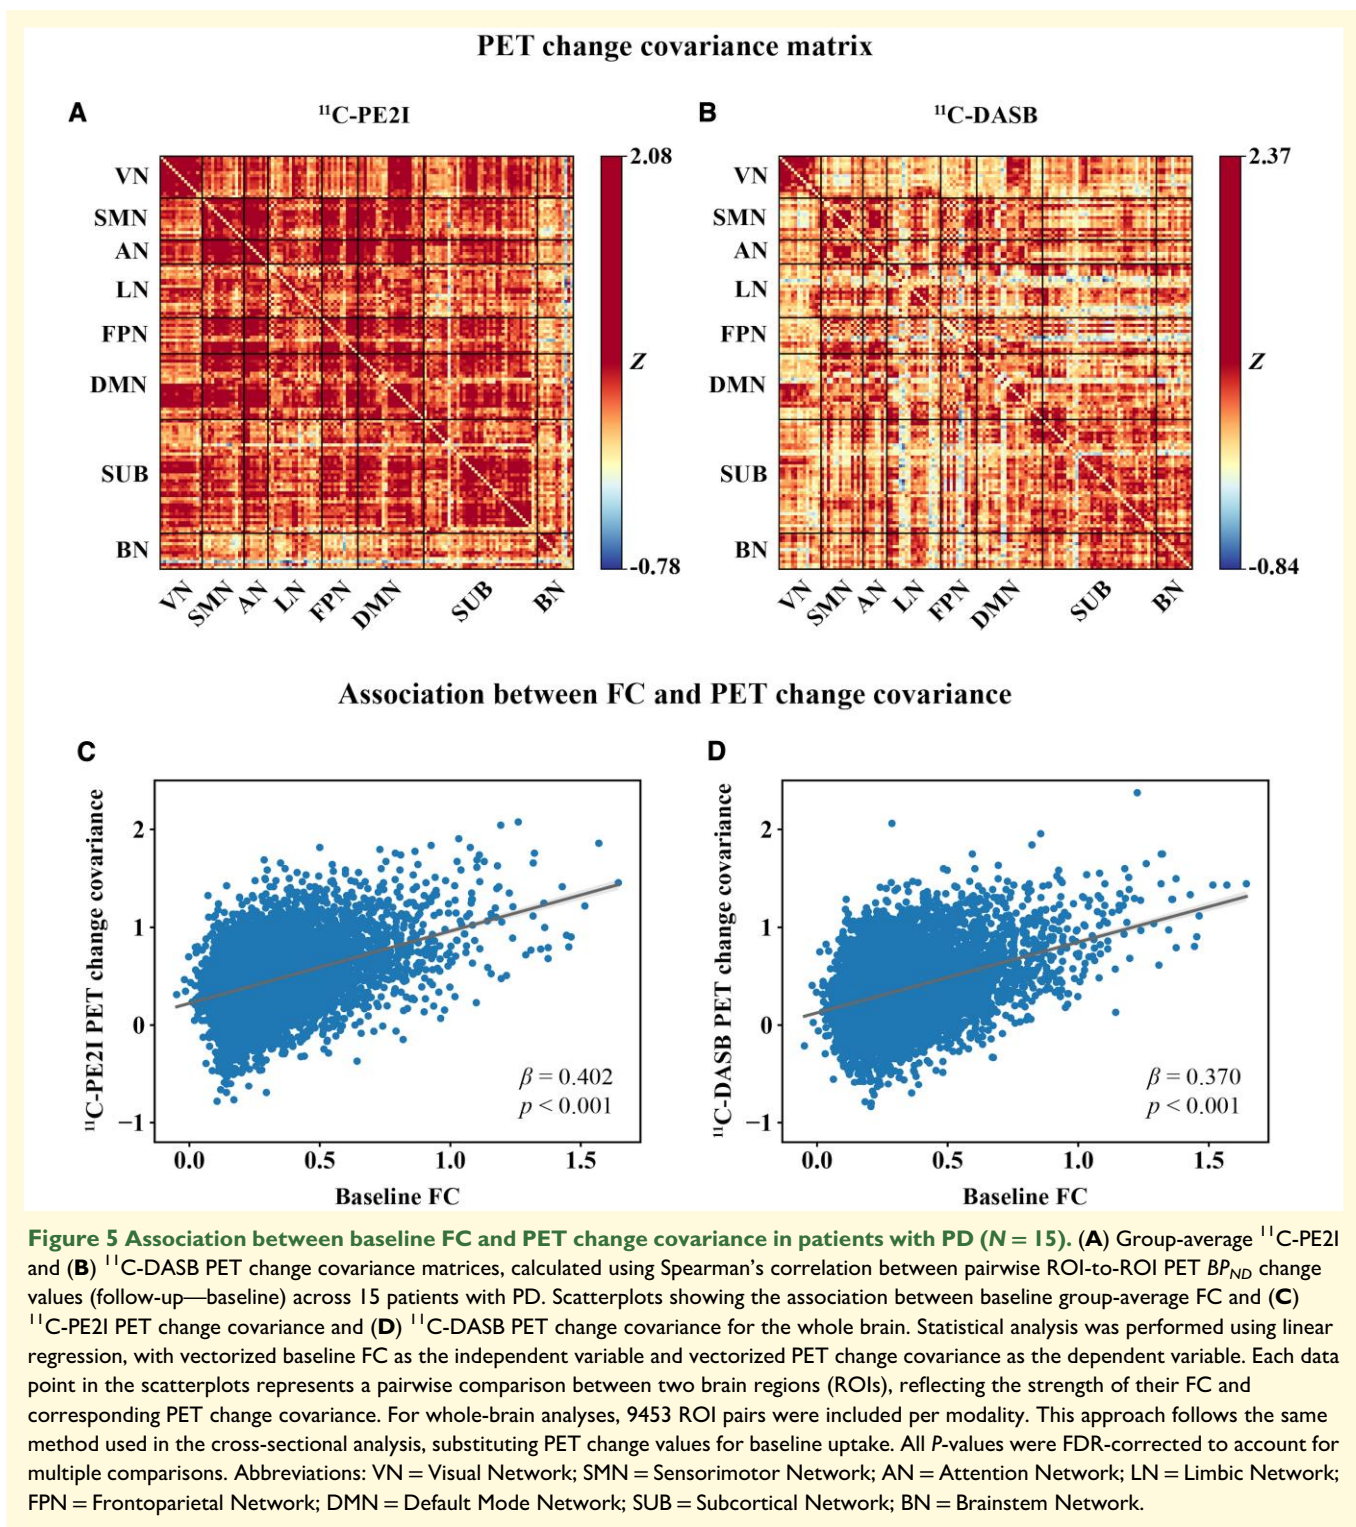 PET change covariance matrix
A
¹¹C-PE2I
B
¹¹C-DASB
VN
SMN
AN
LN
FPN
DMN
SUB
BN
VN
SMN
AN
LN
FPN
DMN
SUB
BN
2.08
Z
-0.78
VN
SMN
AN
LN
FPN
DMN
SUB
BN
VN
SMN
AN
LN
FPN
DMN
SUB
BN
2.37
Z
-0.84
Association between FC and PET change covariance
C
¹¹C-PE2I PET change covariance
2
1
0
−1
0.0 0.5 1.0 1.5
Baseline FC
β = 0.402
p < 0.001
D
¹¹C-DASB PET change covariance
2
1
0
−1
0.0 0.5 1.0 1.5
Baseline FC
β = 0.370
p < 0.001
Figure 5 Association between baseline FC and PET change covariance in patients with PD (N = 15). (A) Group-average ¹¹C-PE2I
and (B) ¹¹C-DASB PET change covariance matrices, calculated using Spearman's correlation between pairwise ROI-to-ROI PET BP_ND change
values (follow-up—baseline) across 15 patients with PD. Scatterplots showing the association between baseline group-average FC and (C)
¹¹C-PE2I PET change covariance and (D) ¹¹C-DASB PET change covariance for the whole brain. Statistical analysis was performed using linear
regression, with vectorized baseline FC as the independent variable and vectorized PET change covariance as the dependent variable. Each data
point in the scatterplots represents a pairwise comparison between two brain regions (ROIs), reflecting the strength of their FC and
corresponding PET change covariance. For whole-brain analyses, 9453 ROI pairs were included per modality. This approach follows the same
method used in the cross-sectional analysis, substituting PET change values for baseline uptake. All P-values were FDR-corrected to account for
multiple comparisons. Abbreviations: VN = Visual Network; SMN = Sensorimotor Network; AN = Attention Network; LN = Limbic Network;
FPN = Frontoparietal Network; DMN = Default Mode Network; SUB = Subcortical Network; BN = Brainstem Network.